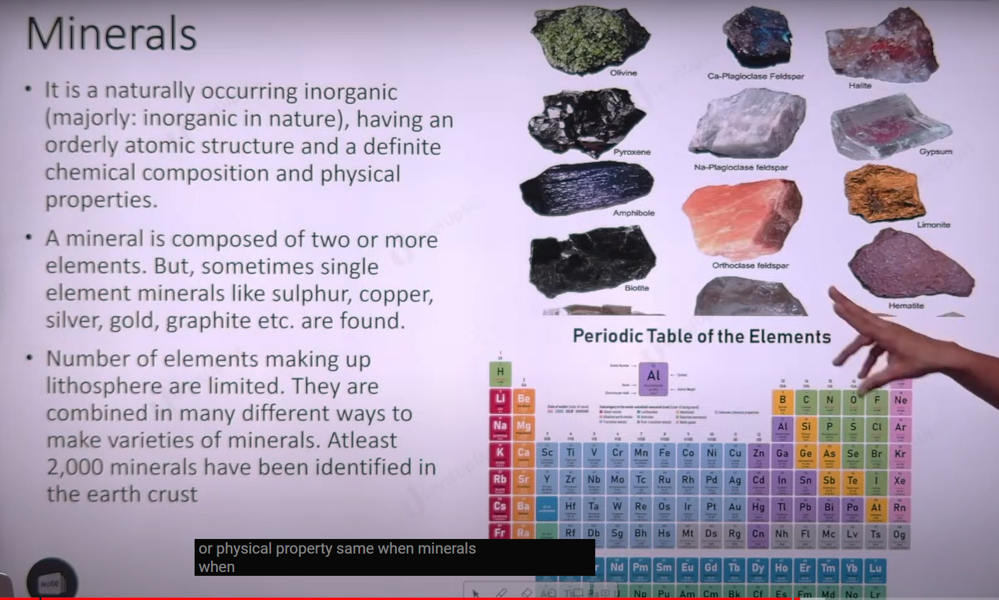 Minerals
• It is a naturally occurring inorganic
(majorly: inorganic in nature), having an
orderly atomic structure and a definite
chemical composition and physical
properties.
• A mineral is composed of two or more
elements. But, sometimes single
element minerals like sulphur, copper,
silver, gold, graphite etc. are found.
• Number of elements making up
lithosphere are limited. They are
combined in many different ways to
make varieties of minerals. Atleast
2,000 minerals have been identified in
the earth crust
Olivine
Ca-Plagioclase Feldspar
Halite
Pyroxene
Na-Plagioclase feldspar
Gypsum
Amphibole
Orthoclase feldspar
Limonite
Biotite
Hematite
Periodic Table of the Elements
H
Al
Li Be B C N O F Ne
Na Mg Al Si P S Cl Ar
K Ca Sc Ti V Cr Mn Fe Co Ni Cu Zn Ga Ge As Se Br Kr
Rb Sr Y Zr Nb Mo Tc Ru Rh Pd Ag Cd In Sn Sb Te I Xe
Cs Ba Hf Ta W Re Os Ir Pt Au Hg Tl Pb Bi Po At Rn
Fr Ra Rf Db Sg Bh Hs Mt Ds Rg Cn Nh Fl Mc Lv Ts Og
Nd Pm Sm Eu Gd Tb Dy Ho Er Tm Yb Lu
Ac Th Pa U Np Pu Am Cm Bk Cf Es Fm Md No Lr
or physical property same when minerals
when
Note